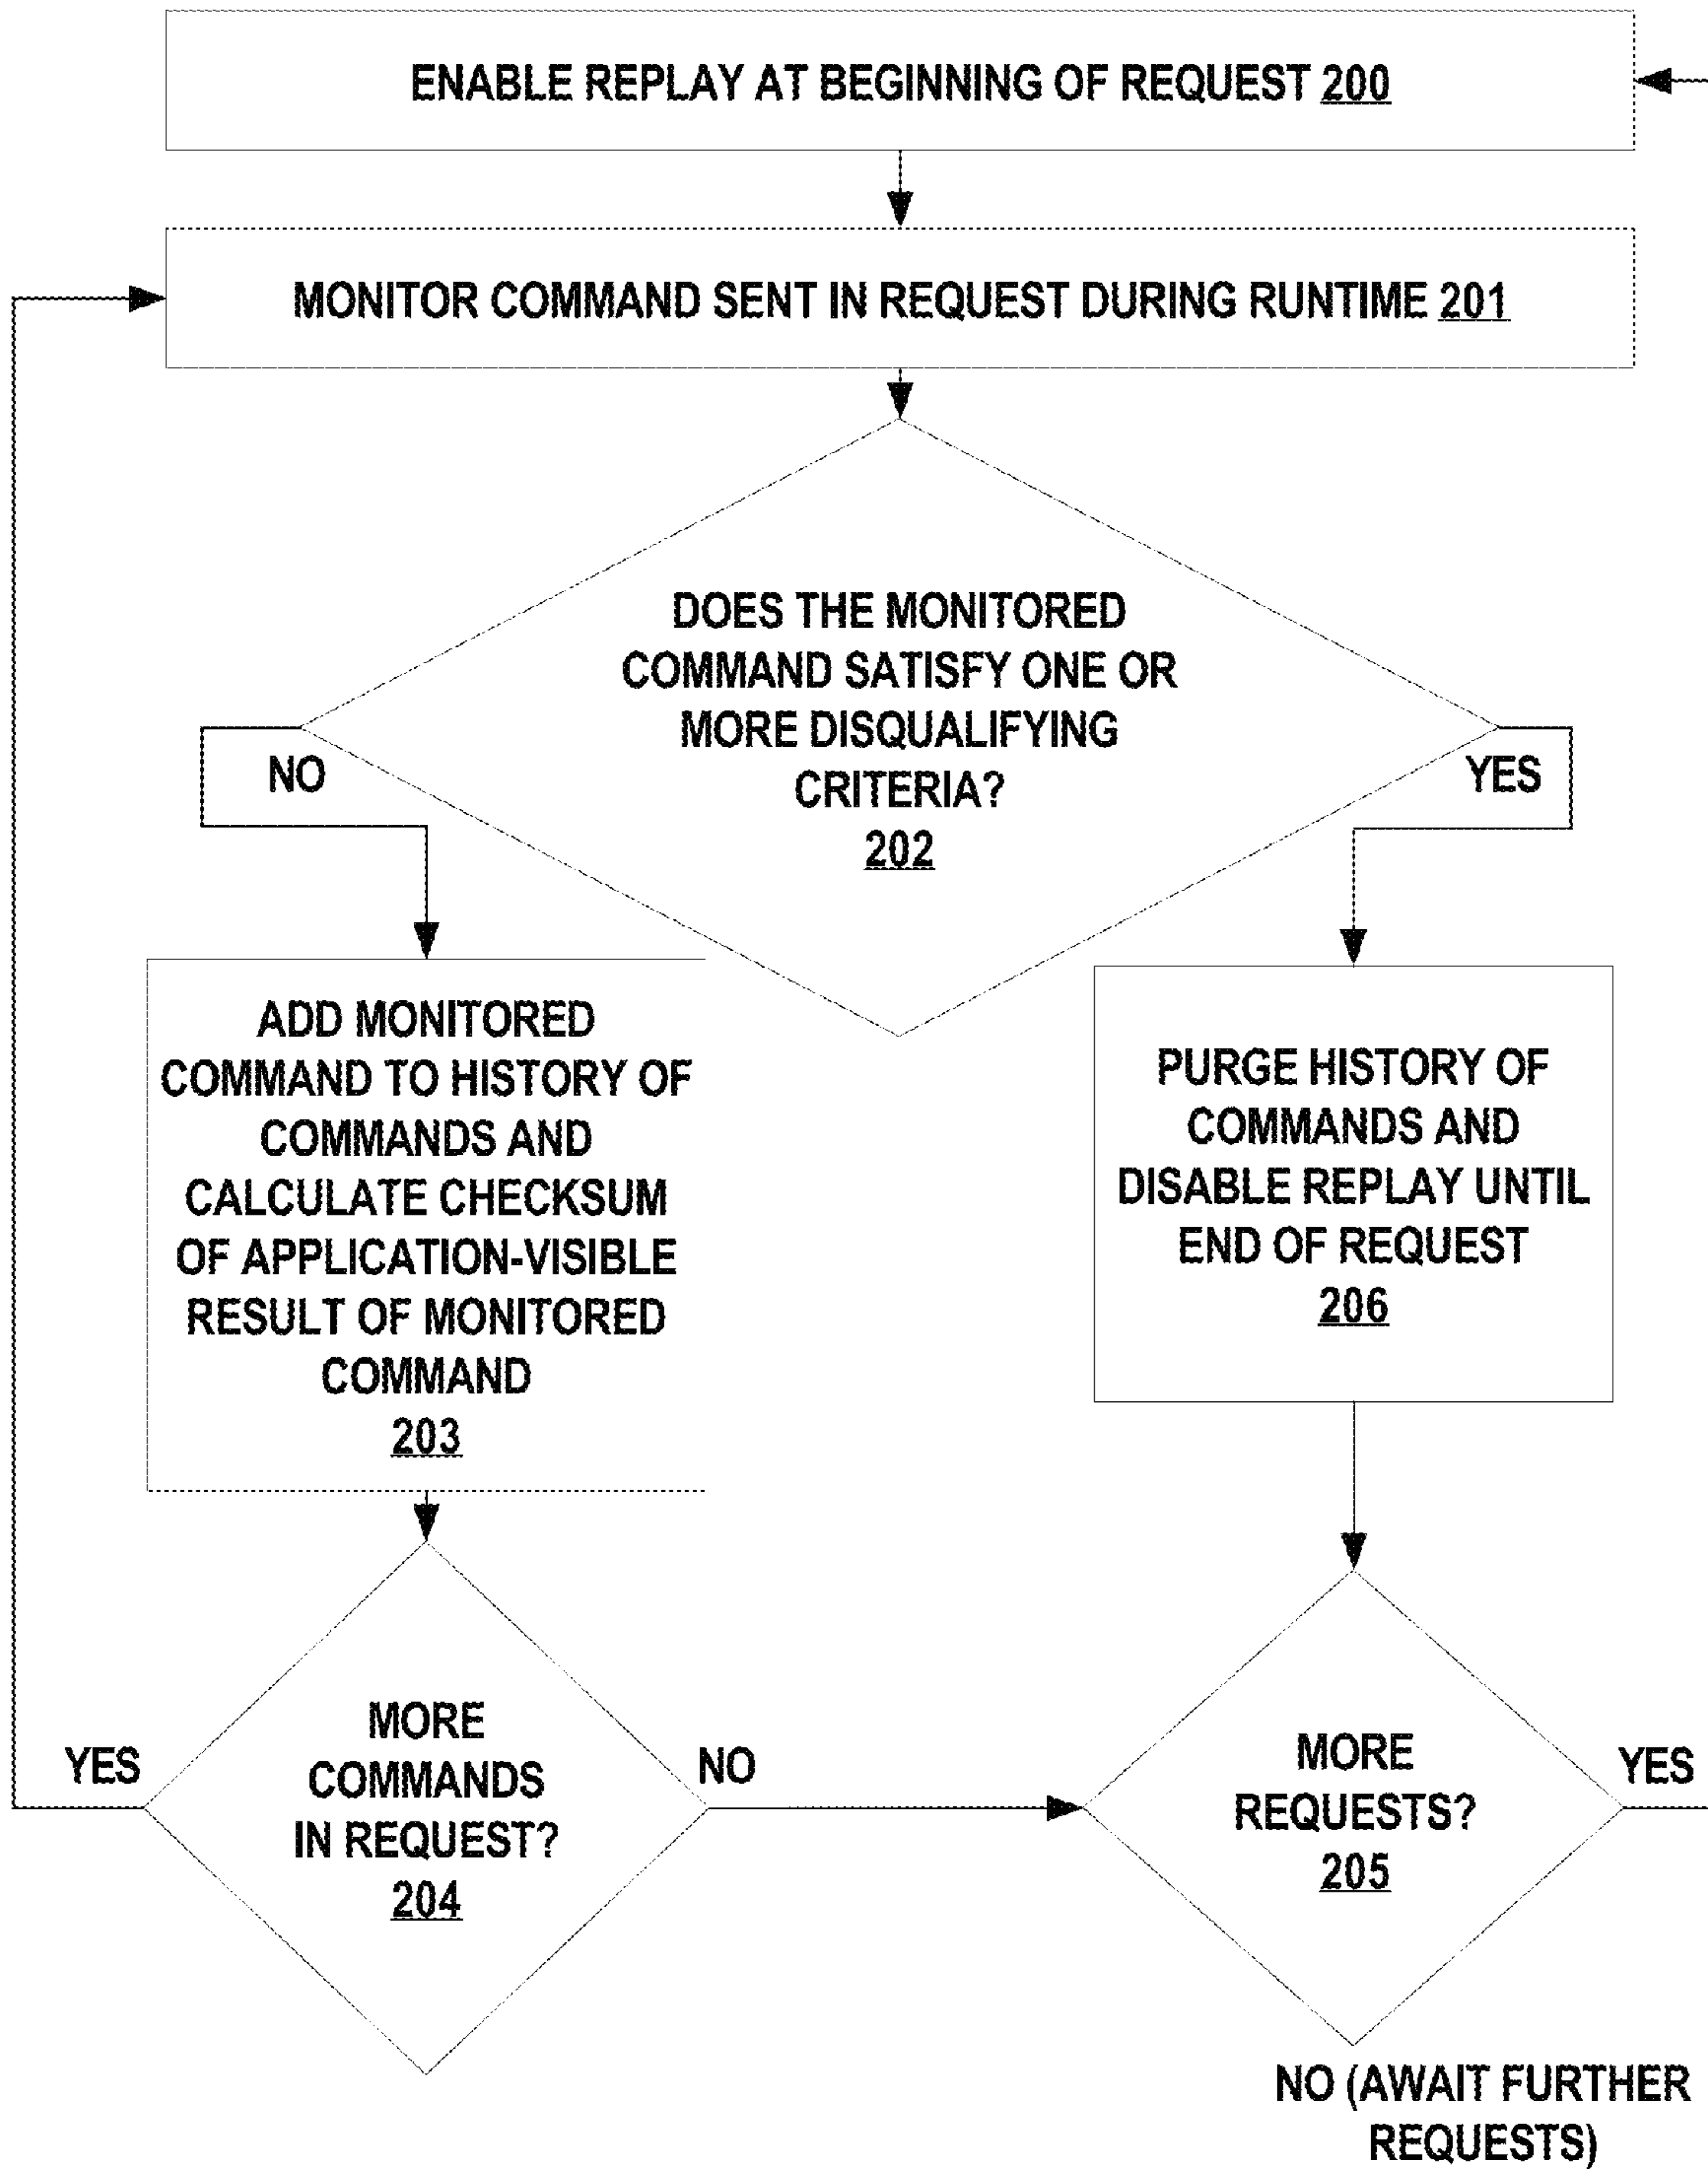 ENABLE REPLAY AT BEGINNING OF REQUEST 200
MONITOR COMMAND SENT IN REQUEST DURING RUNTIME 201
DOES THE MONITORED
COMMAND SATISFY ONE OR
MORE DISQUALIFYING
CRITERIA?
202
NO
YES
ADD MONITORED
COMMAND TO HISTORY OF
COMMANDS AND
CALCULATE CHECKSUM
OF APPLICATION-VISIBLE
RESULT OF MONITORED
COMMAND
203
PURGE HISTORY OF
COMMANDS AND
DISABLE REPLAY UNTIL
END OF REQUEST
206
YES
MORE
COMMANDS
IN REQUEST?
204
NO
MORE
REQUESTS?
205
YES
NO (AWAIT FURTHER
REQUESTS)